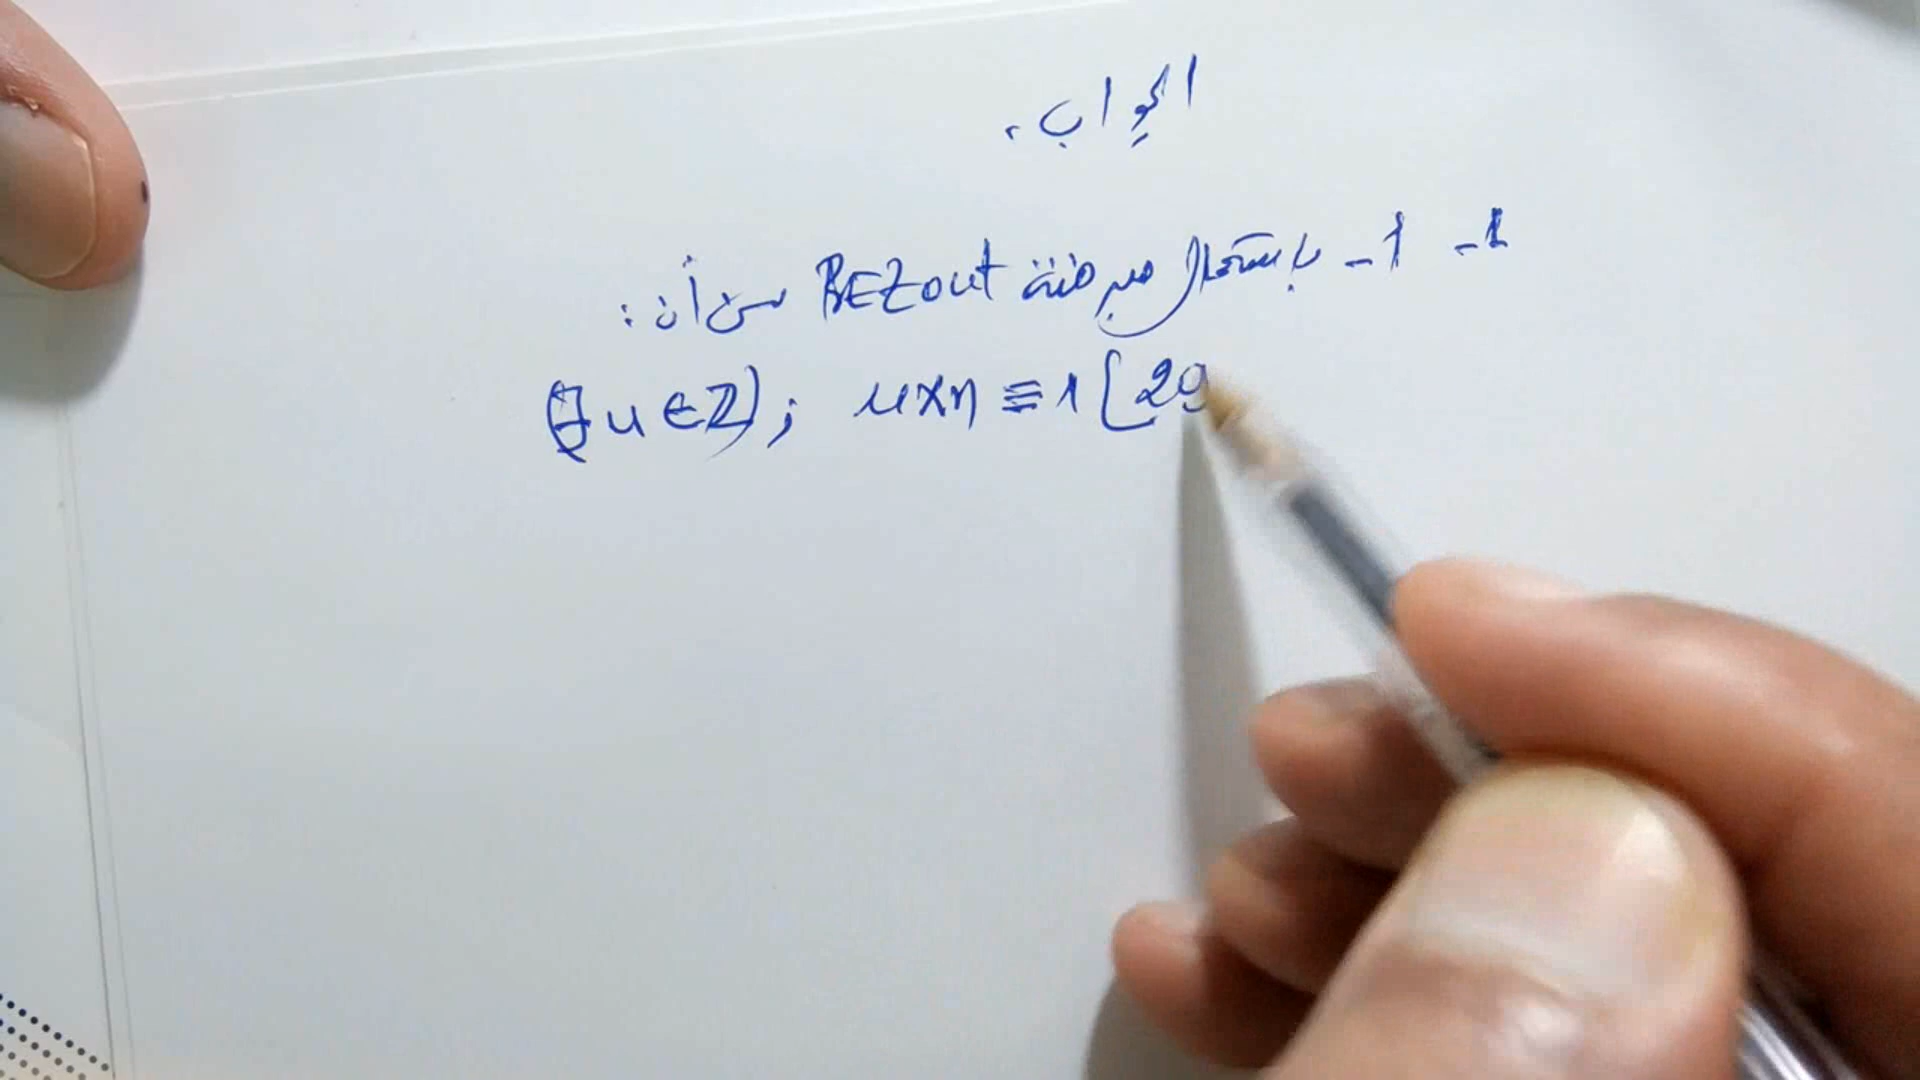 الجواب.
1- أ- باستعمال مبرهنة BEZout بين أن :
(∃u∈ℤ); u×n ≡ 1 [29